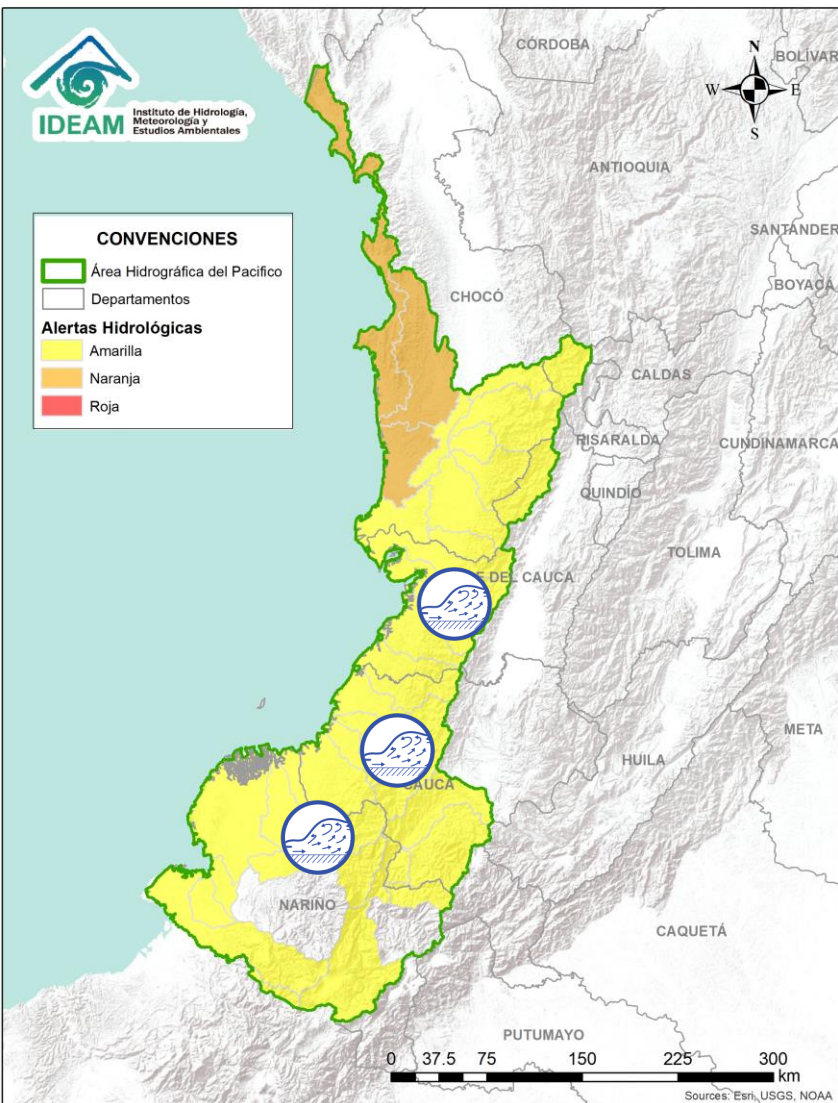 IDEAM
Instituto de Hidrología,
Meteorología y
Estudios Ambientales
CÓRDOBA
BOLÍVAR
N
W
E
S
ANTIOQUIA
SANTANDER
BOYACÁ
CONVENCIONES
Área Hidrográfica del Pacifico
Departamentos
Alertas Hidrológicas
Amarilla
Naranja
Roja
CHOCÓ
CALDAS
RISARALDA
CUNDINAMARCA
QUINDÍO
TOLIMA
E DEL CAUCA
META
HUILA
CAUCA
NARIÑO
CAQUETÁ
PUTUMAYO
0 37.5 75 150 225 300
km
Sources: Esri, USGS, NOAA